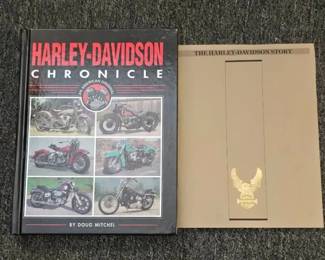 HARLEY-DAVIDSON
CHRONICLE
BY DOUG MITCHEL
THE HARLEY-DAVIDSON STORY